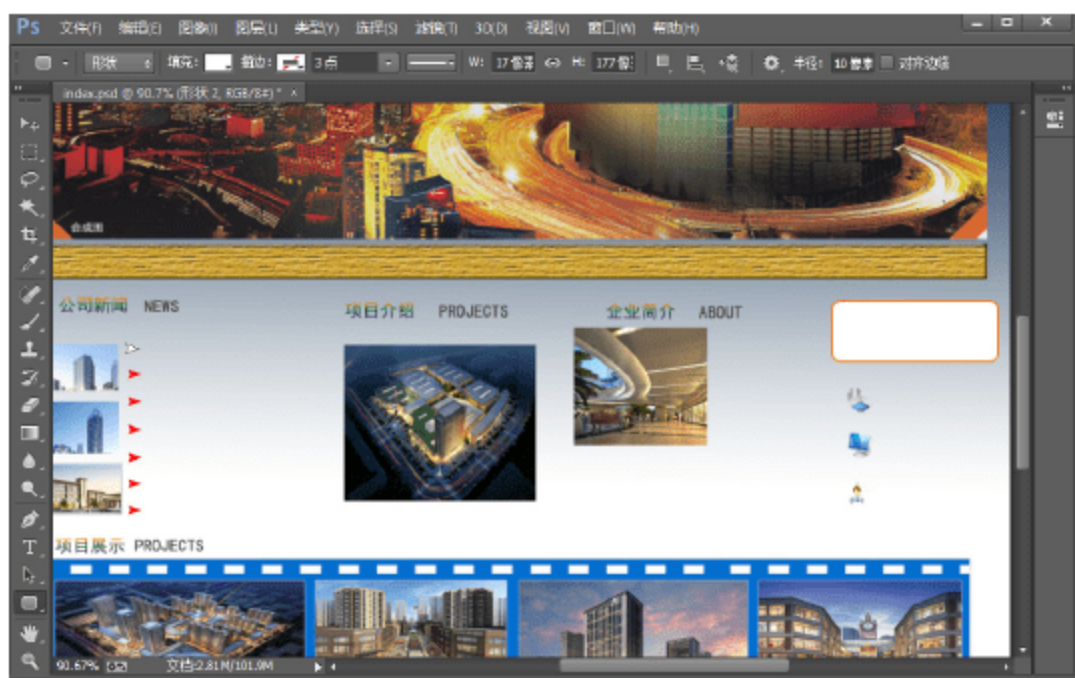 Ps 文件(F) 编辑(E) 图像(I) 图层(L) 类型(Y) 选择(S) 滤镜(T) 3D(D) 视图(V) 窗口(W) 帮助(H)
形状 填充: 描边: 3点 W: 17像素 H: 177像 半径: 10像素 对齐边缘
index.psd @ 90.7% (形状 2, RGB/8#) * ×
合成图
公司新闻 NEWS
项目介绍 PROJECTS
企业简介 ABOUT
项目展示 PROJECTS
90.67% 文档:2.81M/101.9M